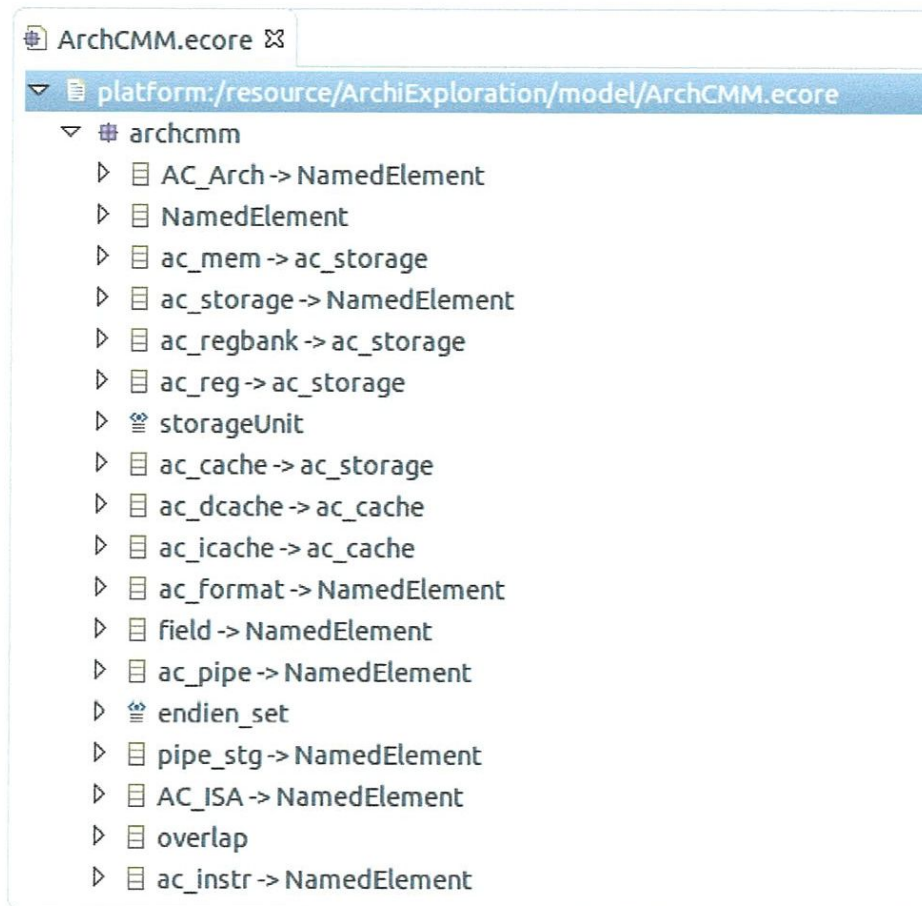 ArchCMM.ecore
platform:/resource/ArchiExploration/model/ArchCMM.ecore
archcmm
AC_Arch -> NamedElement
NamedElement
ac_mem -> ac_storage
ac_storage -> NamedElement
ac_regbank -> ac_storage
ac_reg -> ac_storage
storageUnit
ac_cache -> ac_storage
ac_dcache -> ac_cache
ac_icache -> ac_cache
ac_format -> NamedElement
field -> NamedElement
ac_pipe -> NamedElement
endien_set
pipe_stg -> NamedElement
AC_ISA -> NamedElement
overlap
ac_instr -> NamedElement